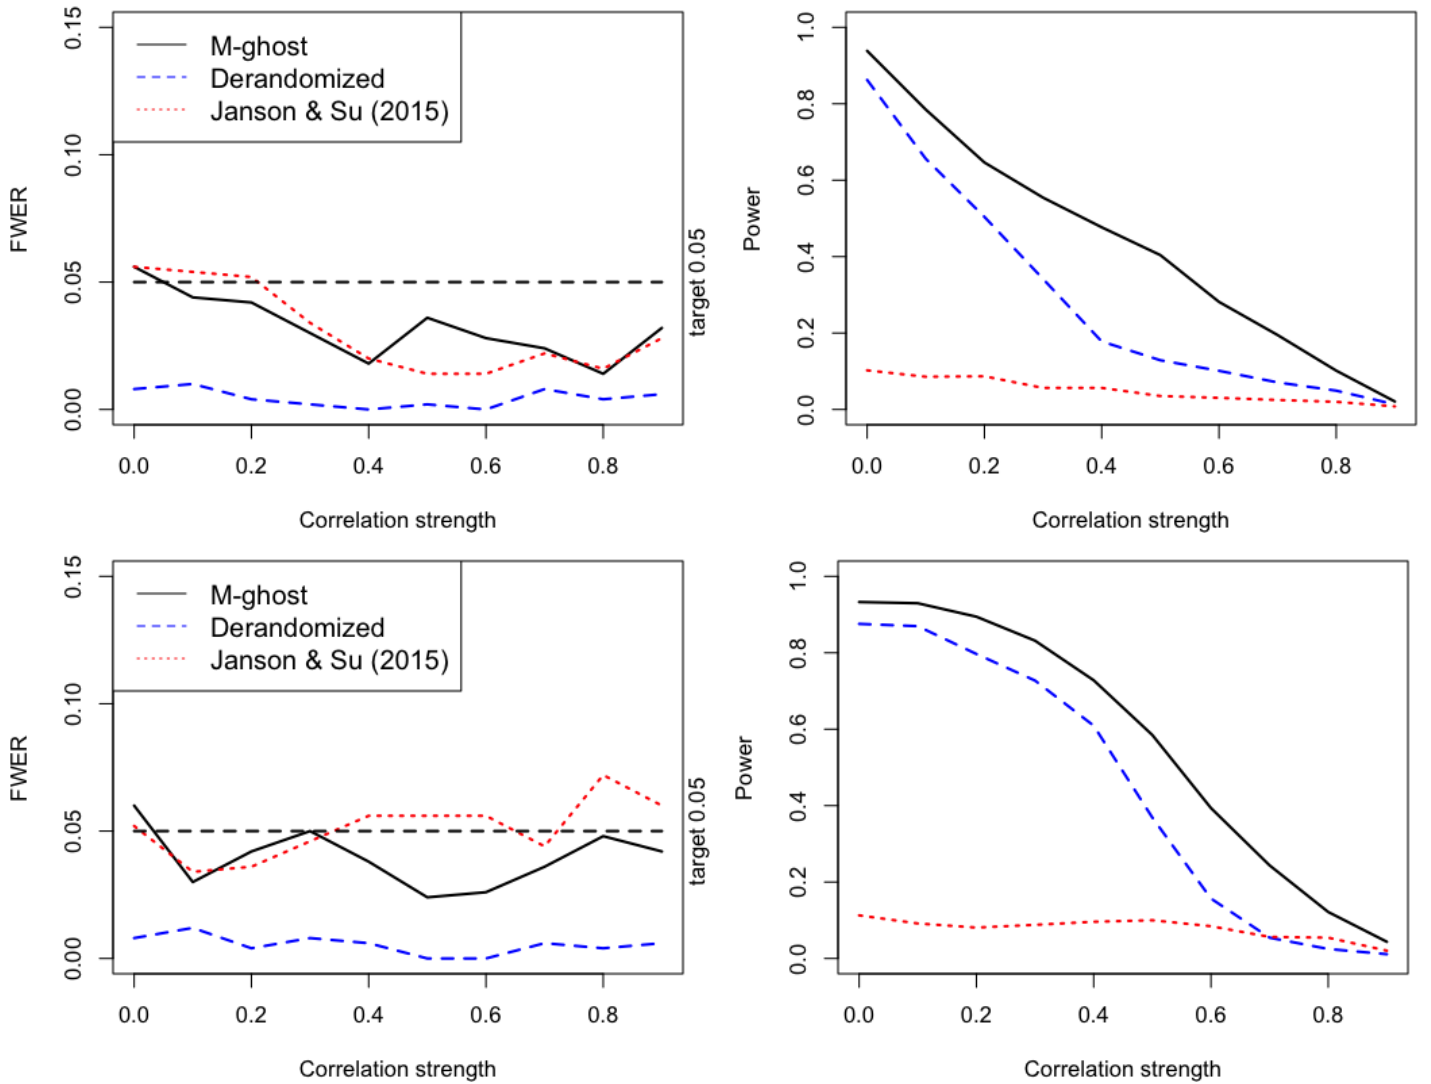 M-ghost
Derandomized
Janson & Su (2015)
FWER
0.00
0.05
0.10
0.15
target 0.05
0.0 0.2 0.4 0.6 0.8
Correlation strength
Power
0.0
0.2
0.4
0.6
0.8
1.0
0.0 0.2 0.4 0.6 0.8
Correlation strength
M-ghost
Derandomized
Janson & Su (2015)
FWER
0.00
0.05
0.10
0.15
target 0.05
0.0 0.2 0.4 0.6 0.8
Correlation strength
Power
0.0
0.2
0.4
0.6
0.8
1.0
0.0 0.2 0.4 0.6 0.8
Correlation strength